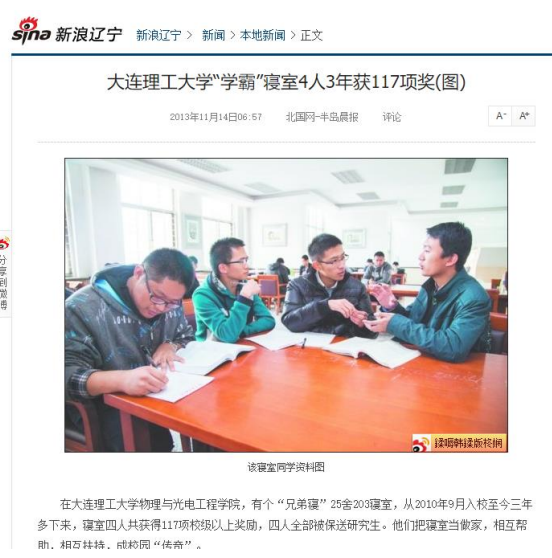 sina 新浪辽宁 新浪辽宁 > 新闻 > 本地新闻 > 正文
大连理工大学“学霸”寝室4人3年获117项奖(图)
2013年11月14日06:57 北国网-半岛晨报 评论 A- A+
分享到微博
该寝室同学资料图
在大连理工大学物理与光电工程学院，有个“兄弟寝”25舍203寝室，从2010年9月入校至今三年
多下来，寝室四人共获得117项校级以上奖励，四人全部被保送研究生。他们把寝室当做家，相互帮
助，相互扶持，成校园“传奇”。